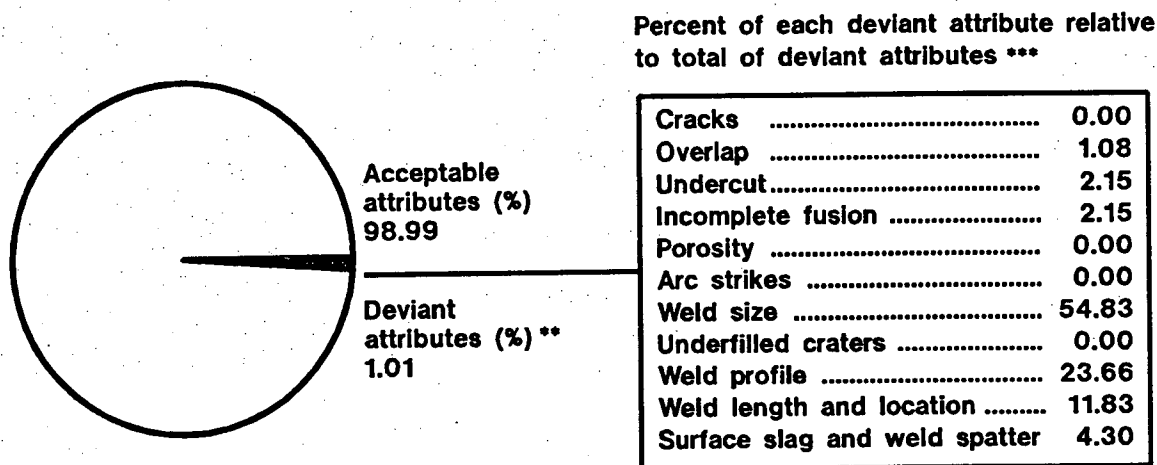 Percent of each deviant attribute relative
to total of deviant attributes ***
Acceptable
attributes (%)
98.99
Deviant
attributes (%) **
1.01
Cracks ........................................ 0.00
Overlap ....................................... 1.08
Undercut ....................................... 2.15
Incomplete fusion ...................... 2.15
Porosity ...................................... 0.00
Arc strikes .................................. 0.00
Weld size .................................... 54.83
Underfilled craters ..................... 0.00
Weld profile ................................ 23.66
Weld length and location ......... 11.83
Surface slag and weld spatter 4.30